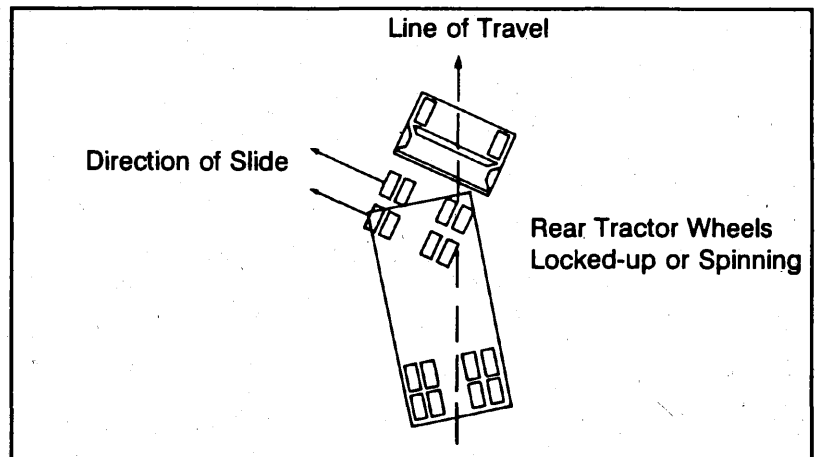 Line of Travel
Direction of Slide
Rear Tractor Wheels
Locked-up or Spinning